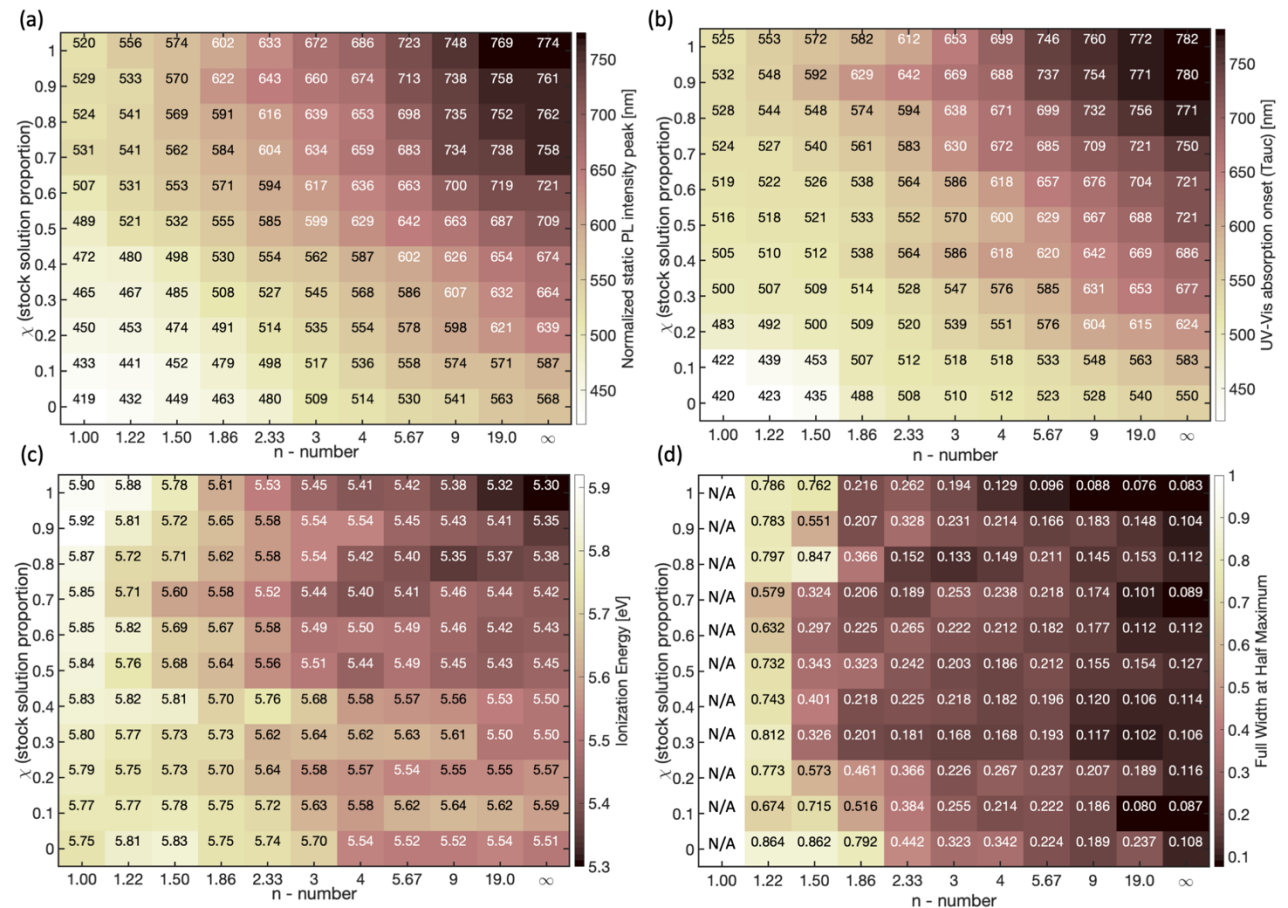 (a)
1 520 556 574 602 633 672 686 723 748 769 774
0.9 529 533 570 622 643 660 674 713 738 758 761
0.8 524 541 569 591 616 639 653 698 735 752 762
0.7 531 541 562 584 604 634 659 683 734 738 758
0.6 507 531 553 571 594 617 636 663 700 719 721
0.5 489 521 532 555 585 599 629 642 663 687 709
0.4 472 480 498 530 554 562 587 602 626 654 674
0.3 465 467 485 508 527 545 568 586 607 632 664
0.2 450 453 474 491 514 535 554 578 598 621 639
0.1 433 441 452 479 498 517 536 558 574 571 587
0 419 432 449 463 480 509 514 530 541 563 568
1.00 1.22 1.50 1.86 2.33 3 4 5.67 9 19.0 ∞
n - number
χ (stock solution proportion)
750
700
650
600
550
500
450
Normalized static PL intensity peak [nm]
(b)
1 525 553 572 582 612 653 699 746 760 772 782
0.9 532 548 592 629 642 669 688 737 754 771 780
0.8 528 544 548 574 594 638 671 699 732 756 771
0.7 524 527 540 561 583 630 672 685 709 721 750
0.6 519 522 526 538 564 586 618 657 676 704 721
0.5 516 518 521 533 552 570 600 629 667 688 721
0.4 505 510 512 538 564 586 618 620 642 669 686
0.3 500 507 509 514 528 547 576 585 631 653 677
0.2 483 492 500 509 520 539 551 576 604 615 624
0.1 422 439 453 507 512 518 518 533 548 563 583
0 420 423 435 488 508 510 512 523 528 540 550
1.00 1.22 1.50 1.86 2.33 3 4 5.67 9 19.0 ∞
n - number
χ (stock solution proportion)
750
700
650
600
550
500
450
UV-Vis absorption onset (Tauc) [nm]
(c)
1 5.90 5.88 5.78 5.61 5.53 5.45 5.41 5.42 5.38 5.32 5.30
0.9 5.92 5.81 5.72 5.65 5.58 5.54 5.54 5.45 5.43 5.41 5.35
0.8 5.87 5.72 5.71 5.62 5.58 5.54 5.42 5.40 5.35 5.37 5.38
0.7 5.85 5.71 5.60 5.58 5.52 5.44 5.40 5.41 5.46 5.44 5.42
0.6 5.85 5.82 5.69 5.67 5.58 5.49 5.50 5.49 5.46 5.42 5.43
0.5 5.84 5.76 5.68 5.64 5.56 5.51 5.44 5.49 5.45 5.43 5.45
0.4 5.83 5.82 5.81 5.70 5.76 5.68 5.58 5.57 5.56 5.53 5.50
0.3 5.80 5.77 5.73 5.73 5.62 5.64 5.62 5.63 5.61 5.50 5.50
0.2 5.79 5.75 5.73 5.70 5.64 5.58 5.57 5.54 5.55 5.55 5.57
0.1 5.77 5.77 5.78 5.75 5.72 5.63 5.58 5.62 5.64 5.62 5.59
0 5.75 5.81 5.83 5.75 5.74 5.70 5.54 5.52 5.52 5.54 5.51
1.00 1.22 1.50 1.86 2.33 3 4 5.67 9 19.0 ∞
n - number
χ (stock solution proportion)
5.9
5.8
5.7
5.6
5.5
5.4
5.3
Ionization Energy [eV]
(d)
1 N/A 0.786 0.762 0.216 0.262 0.194 0.129 0.096 0.088 0.076 0.083
0.9 N/A 0.783 0.551 0.207 0.328 0.231 0.214 0.166 0.183 0.148 0.104
0.8 N/A 0.797 0.847 0.366 0.152 0.133 0.149 0.211 0.145 0.153 0.112
0.7 N/A 0.579 0.324 0.206 0.189 0.253 0.238 0.218 0.174 0.101 0.089
0.6 N/A 0.632 0.297 0.225 0.265 0.222 0.212 0.182 0.177 0.112 0.112
0.5 N/A 0.732 0.343 0.323 0.242 0.203 0.186 0.212 0.155 0.154 0.127
0.4 N/A 0.743 0.401 0.218 0.225 0.218 0.182 0.196 0.120 0.106 0.114
0.3 N/A 0.812 0.326 0.201 0.181 0.168 0.168 0.193 0.117 0.102 0.106
0.2 N/A 0.773 0.573 0.461 0.366 0.226 0.267 0.237 0.207 0.189 0.116
0.1 N/A 0.674 0.715 0.516 0.384 0.255 0.214 0.222 0.186 0.080 0.087
0 N/A 0.864 0.862 0.792 0.442 0.323 0.342 0.224 0.189 0.237 0.108
1.00 1.22 1.50 1.86 2.33 3 4 5.67 9 19.0 ∞
n - number
χ (stock solution proportion)
1
0.9
0.8
0.7
0.6
0.5
0.4
0.3
0.2
0.1
Full Width at Half Maximum